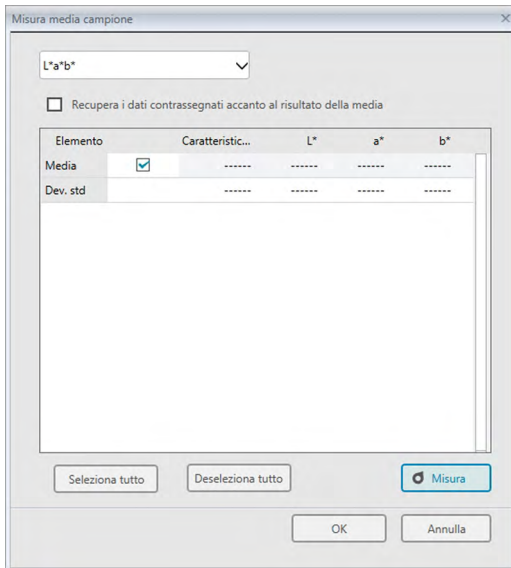 Misura media campione
L*a*b*
Recupera i dati contrassegnati accanto al risultato della media
Elemento Caratteristic... L* a* b*
Media ------ ------ ------ ------
Dev. std ------ ------ ------ ------
Seleziona tutto Deseleziona tutto Misura
OK Annulla